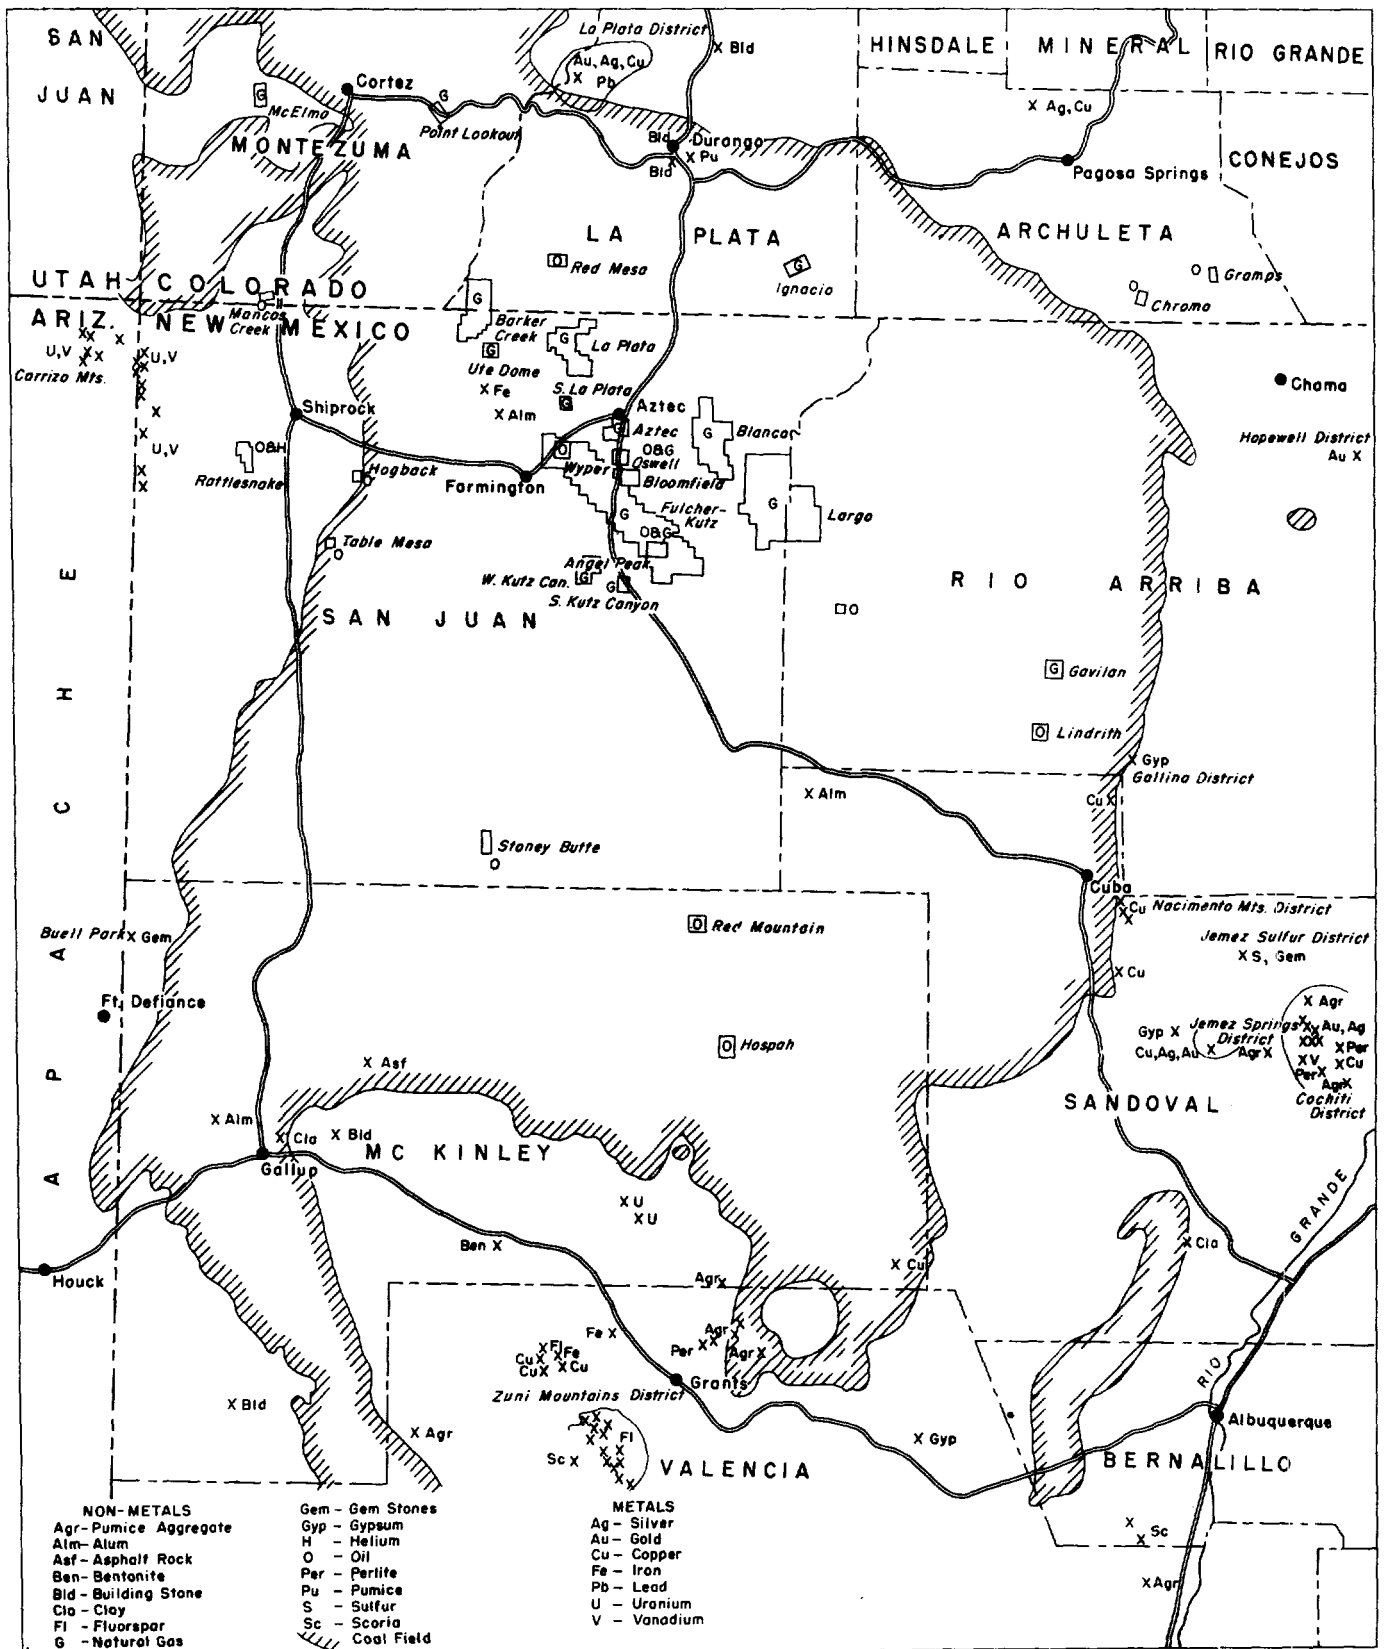 La Plata District
SAN
Bld
HINSDALE
MINERAL
RIO GRANDE
Au, Ag, Cu
Pb
Cortez
JUAN
G
G
McElmo
Point Lookout
Ag, Cu
MONTEZUMA
Bld
Durango
Pu
Bld
Pagosa Springs
CONEJOS
LA PLATA
ARCHULETA
O
Red Mesa
G
Ignacio
O
Gramps
UTAH
COLORADO
O
Chromo
G
Mancos
Creek
O
ARIZ.
NEW MEXICO
Barker
Creek
G
La Plata
U,V
U,V
G
Ute Dome
Carrizo Mts.
Fe
S. La Plata
Chama
Alm
Shiprock
Aztec
G
Aztec
G
Blanco
Hopewell District
Au
U,V
O&H
O
O&G
Oswell
Rattlesnake
Hogback
O
Wyper
Bloomfield
Farmington
G
Fulcher-
Kutz
G
Largo
O&G
Table Mesa
O
Angel Peak
W. Kutz Can.
G
G
S. Kutz Canyon
RIO ARRIBA
O
SAN JUAN
G
Gavilan
O
Lindrith
Gyp
Gallina District
Alm
Cu
Stoney Butte
O
Cuba
APACHE
Cu
Nacimento Mts. District
O
Red Mountain
Buell Park
Gem
Jemez Sulfur District
S, Gem
Cu
Ft. Defiance
Agr
Gyp
Jemez Springs
District
Au, Ag
O
Hospah
Cu, Ag, Au
Agr
Per
V
Cu
Per
Agr
Asf
Cochiti
District
SANDOVAL
Alm
Cla
Bld
MC KINLEY
Gallup
U
U
RIO GRANDE
Ben
Cla
Cu
Houck
Agr
Fe
Agr
Fl
Fe
Per
Agr
Cu
Cu
Cu
Grants
Zuni Mountains District
Bld
Albuquerque
Agr
Fl
Gyp
Sc
VALENCIA
BERNALILLO
Sc
Agr
NON-METALS
Agr-Pumice Aggregate
Alm-Alum
Asf-Asphalt Rock
Ben-Bentonite
Bld-Building Stone
Cla-Clay
Fl -Fluorspar
G -Natural Gas
Gem - Gem Stones
Gyp - Gypsum
H - Helium
O - Oil
Per - Perlite
Pu - Pumice
S - Sulfur
Sc - Scoria
Coal Field
METALS
Ag - Silver
Au - Gold
Cu - Copper
Fe - Iron
Pb - Lead
U - Uranium
V - Vanadium